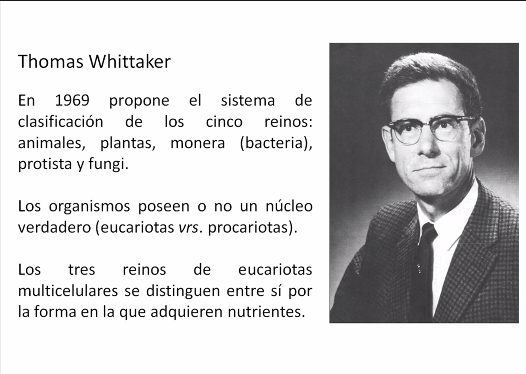 Thomas Whittaker
En 1969 propone el sistema de
clasificación de los cinco reinos:
animales, plantas, monera (bacteria),
protista y fungi.
Los organismos poseen o no un núcleo
verdadero (eucariotas vrs. procariotas).
Los tres reinos de eucariotas
multicelulares se distinguen entre sí por
la forma en la que adquieren nutrientes.